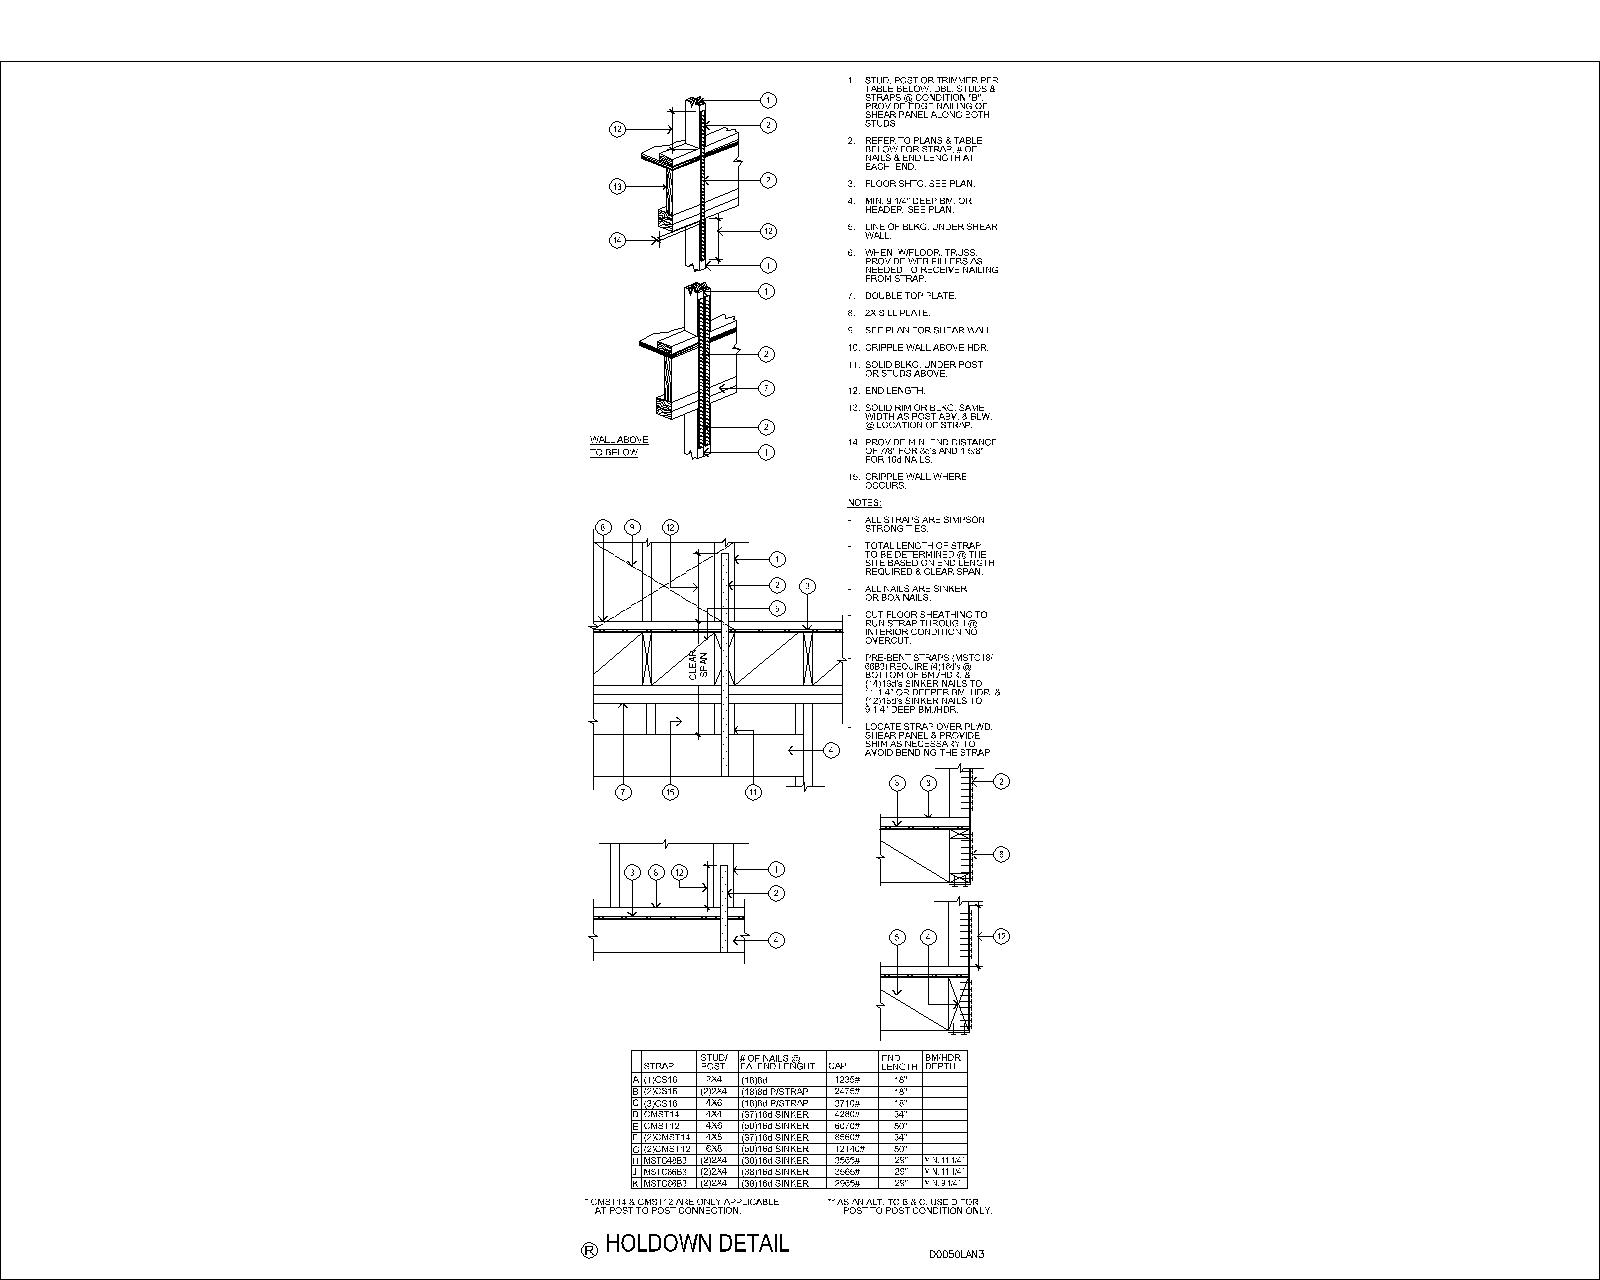 1. STUD, POST OR TRIMMER PER
TABLE BELOW. DBL. STUDS &
STRAPS @ CONDITION "B".
PROVIDE EDGE NAILING OF
SHEAR PANEL ALONG BOTH
STUDS
2. REFER TO PLANS & TABLE
BELOW FOR STRAP, # OF
NAILS & END LENGTH AT
EACH END.
3. FLOOR SHTG. SEE PLAN.
4. MIN. 9 1/4" DEEP BM. OR
HEADER. SEE PLAN.
5. LINE OF BLKG. UNDER SHEAR
WALL.
6. WHEN W/FLOOR TRUSS,
PROVIDE WEB FILLERS AS
NEEDED TO RECEIVE NAILING
FROM STRAP.
7. DOUBLE TOP PLATE.
8. 2X SILL PLATE.
9. SEE PLAN FOR SHEAR WALL
10. CRIPPLE WALL ABOVE HDR.
11. SOLID BLKG. UNDER POST
OR STUDS ABOVE.
12. END LENGTH.
13. SOLID RIM OR BLKG. SAME
WIDTH AS POST ABV. & BLW.
@ LOCATION OF STRAP.
14. PROVIDE MIN. END DISTANCE
OF 7/8" FOR 8d's AND 1 5/8"
FOR 16d NAILS.
15. CRIPPLE WALL WHERE
OCCURS.
NOTES:
- ALL STRAPS ARE SIMPSON
STRONG TIES.
- TOTAL LENGTH OF STRAP
TO BE DETERMINED @ THE
SITE BASED ON END LENGTH
REQUIRED & CLEAR SPAN.
- ALL NAILS ARE SINKER
OR BOX NAILS.
- CUT FLOOR SHEATHING TO
RUN STRAP THROUGH @
INTERIOR CONDITION NO
OVERCUT.
- PRE-BENT STRAPS (MSTC48/
66B3) REQUIRE (4)16d's @
BOTTOM OF BM./HDR. &
(14)16d's SINKER NAILS TO
11 1/4" OR DEEPER BM. HDR. &
(12)16d's SINKER NAILS TO
9 1/4" DEEP BM./HDR.
- LOCATE STRAP OVER PLWD.
SHEAR PANEL & PROVIDE
SHIM AS NECESSARY TO
AVOID BENDING THE STRAP
1
2
12
13
2
14
12
1
1
2
7
2
1
WALL ABOVE
TO BELOW
8 9 12
1
2 3
5
CLEAR
SPAN
4
7 15 11
5 3 2
8
3 8 12 1
2
4
5 4 12
STRAP STUD/ POST # OF NAILS @ EA. END LENGHT CAP. END LENGTH BM/HDR DEPTH
A (1)CS16 2X4 (18)8d 1235# 18"
B (2)CS16 (2)2X4 (18)8d P/STRAP 2475# 18"
C (3)CS16 4X6 (18)8d P/STRAP 3710# 18"
D CMST14 4X4 (37)16d SINKER 4280# 34"
E CMST12 4X6 (50)16d SINKER 6070# 50"
F (2)CMST14 4X6 (37)16d SINKER 8560# 34"
G (2)CMST12 6X6 (50)16d SINKER 12140# 50"
H MSTC48B3 (2)2X4 (38)16d SINKER 3565# 29" MIN. 11 1/4"
J MSTC66B3 (2)2X4 (38)16d SINKER 29" MIN. 11 1/4"
K MSTC66B3 (2)2X4 (38)16d SINKER 29" MIN. 9 1/4"
* CMST14 & CMST12 ARE ONLY APPLICABLE
AT POST TO POST CONNECTION.
** AS AN ALT. TO B & C, USE D FOR
POST TO POST CONDITION ONLY.
R HOLDOWN DETAIL
D0050LAN3